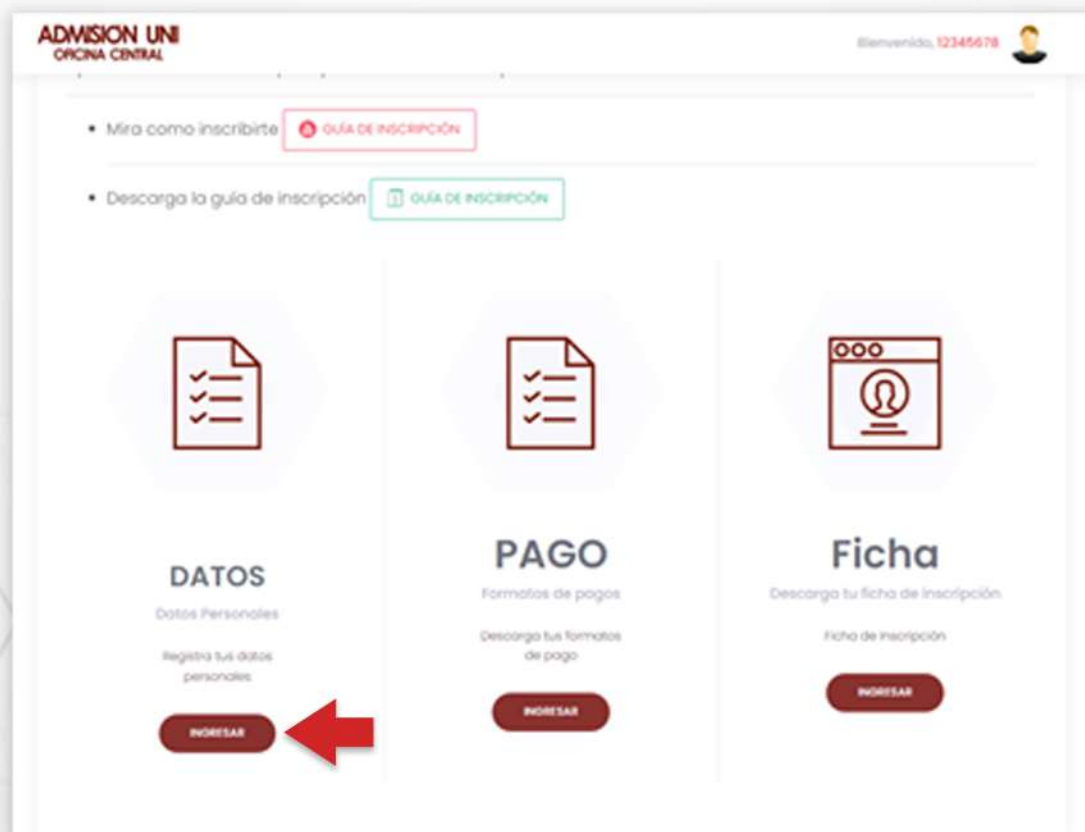 ADMISION UNI
OFICINA CENTRAL
Bienvenido, 12345678
Mira como inscribirte
GUÍA DE INSCRIPCIÓN
Descarga la guía de inscripción
GUÍA DE INSCRIPCIÓN
DATOS
Datos Personales
Registra tus datos
personales
INGRESAR
PAGO
Formatos de pagos
Descarga tus formatos
de pago
INGRESAR
Ficha
Descarga tu ficha de inscripción
Ficha de inscripción
INGRESAR